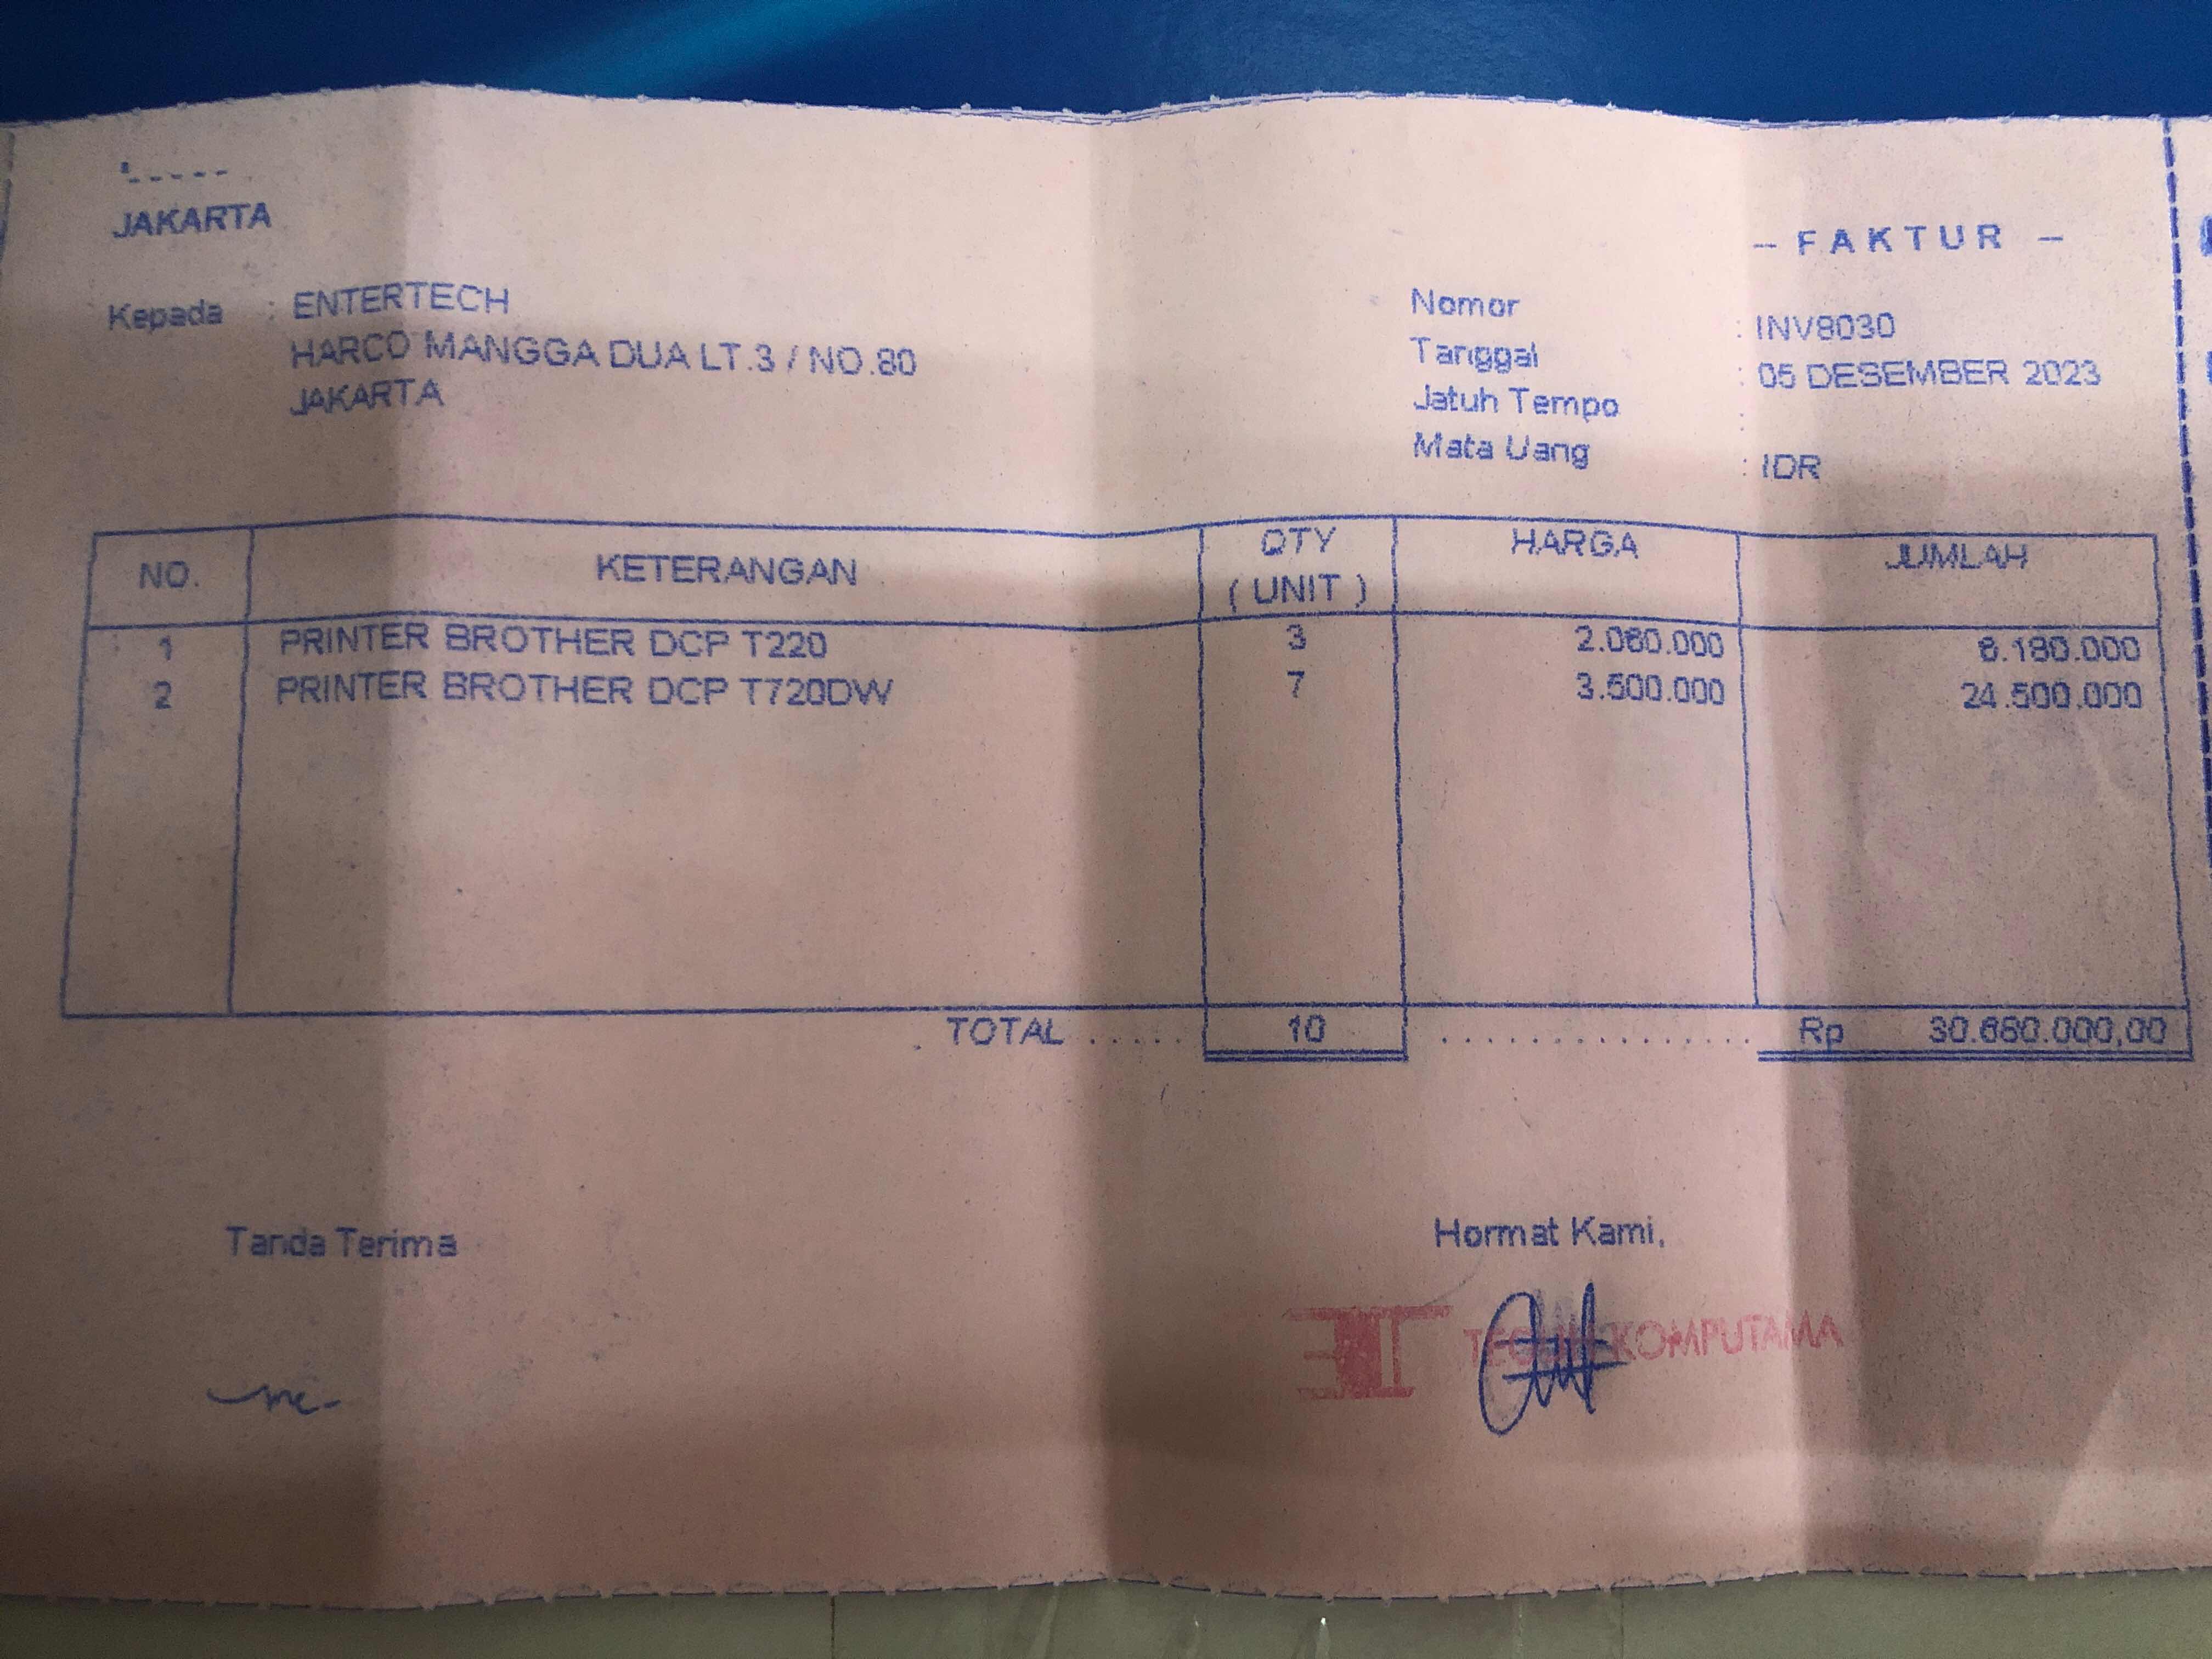 JAKARTA
- FAKTUR -
Kepada : ENTERTECH
HARCO MANGGA DUA LT.3 / NO.80
JAKARTA
Nomor : INV8030
Tanggal : 05 DESEMBER 2023
Jatuh Tempo :
Mata Uang : IDR
NO. KETERANGAN QTY ( UNIT ) HARGA JUMLAH
1 PRINTER BROTHER DCP T220 3 2.060.000 6.180.000
2 PRINTER BROTHER DCP T720DW 7 3.500.000 24.500.000
TOTAL ..... 10 ................ Rp 30.680.000,00
Tanda Terima
Hormat Kami,
KOMPUTAMA